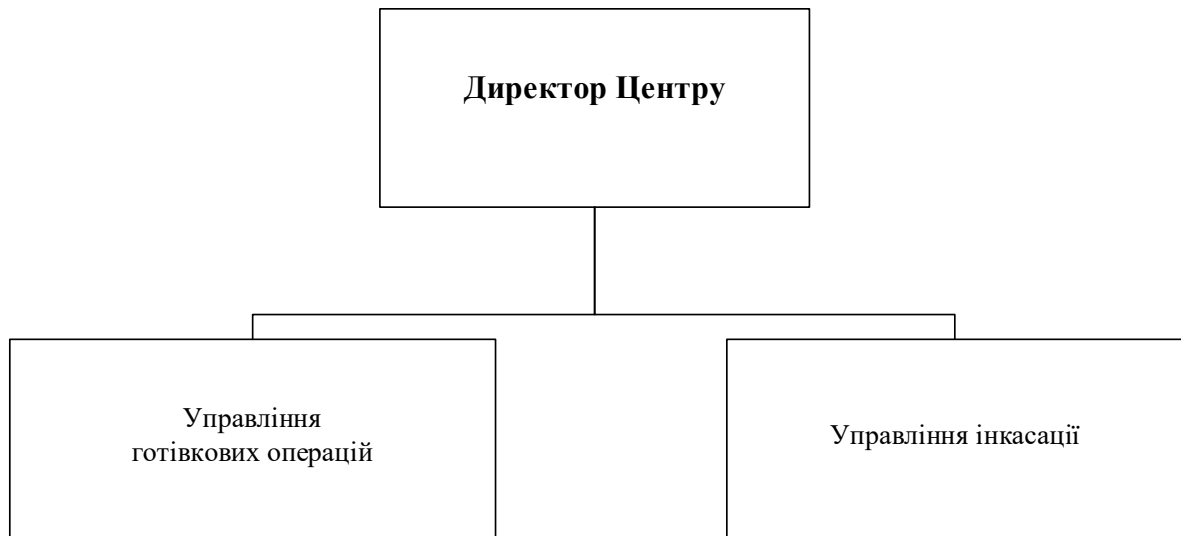 Директор Центру
Управління
готівкових операцій
Управління інкасації